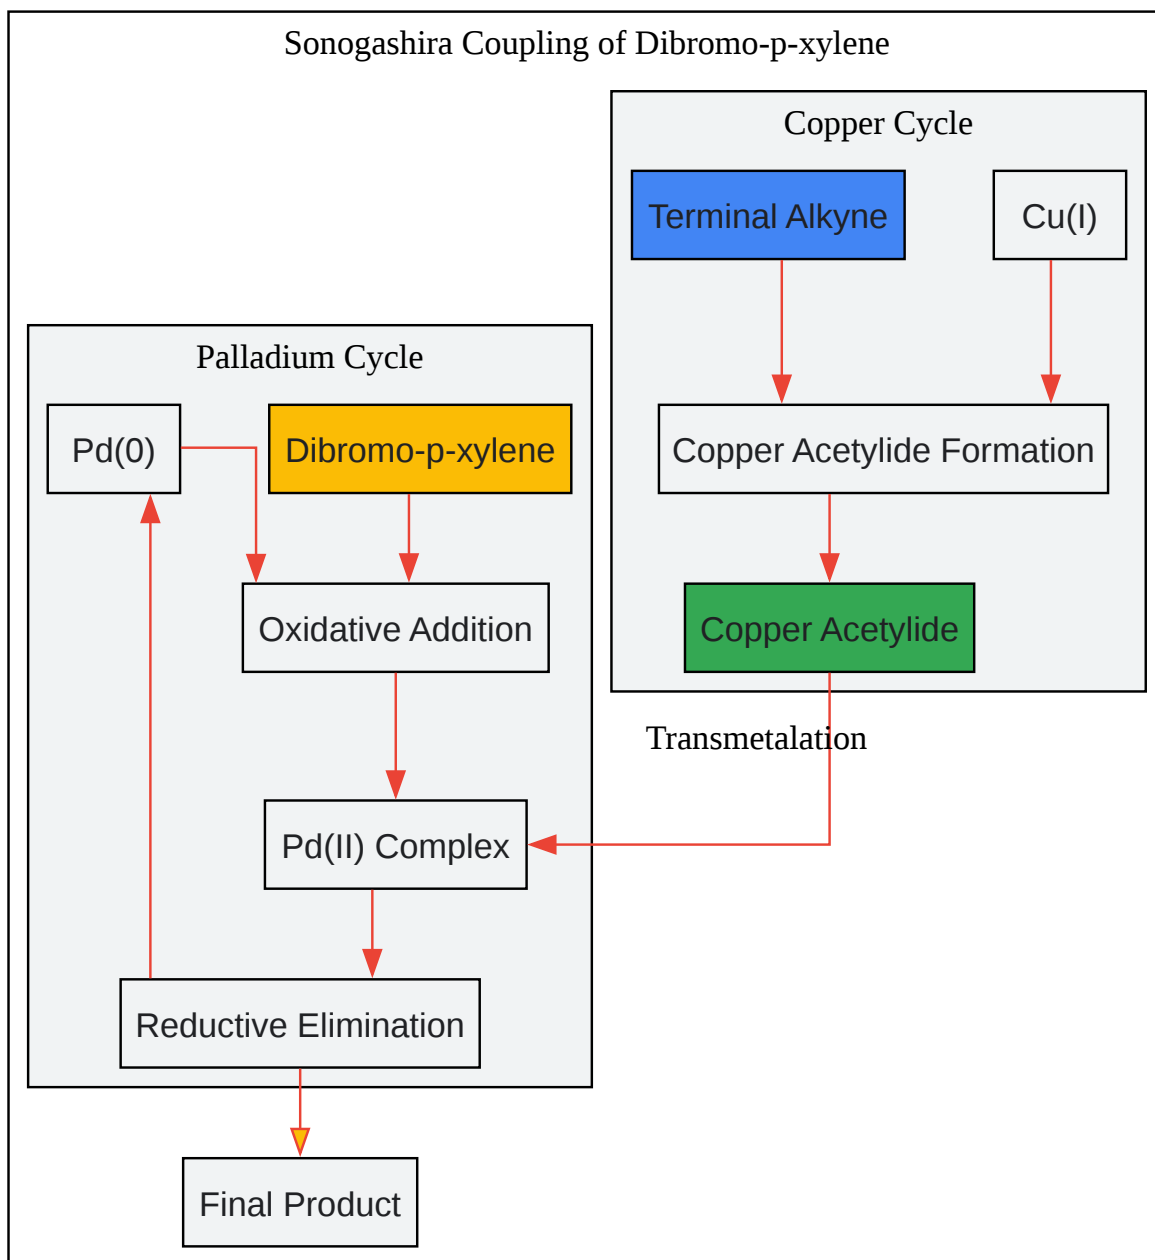 Sonogashira Coupling of Dibromo-p-xylene
Copper Cycle
Terminal Alkyne
Cu(I)
Palladium Cycle
Pd(0)
Dibromo-p-xylene
Copper Acetylide Formation
Oxidative Addition
Copper Acetylide
Transmetalation
Pd(II) Complex
Reductive Elimination
Final Product